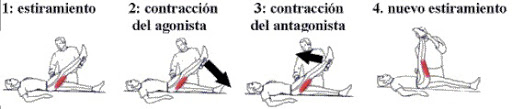 1: estiramiento
2: contracción
del agonista
3: contracción
del antagonista
4. nuevo estiramiento